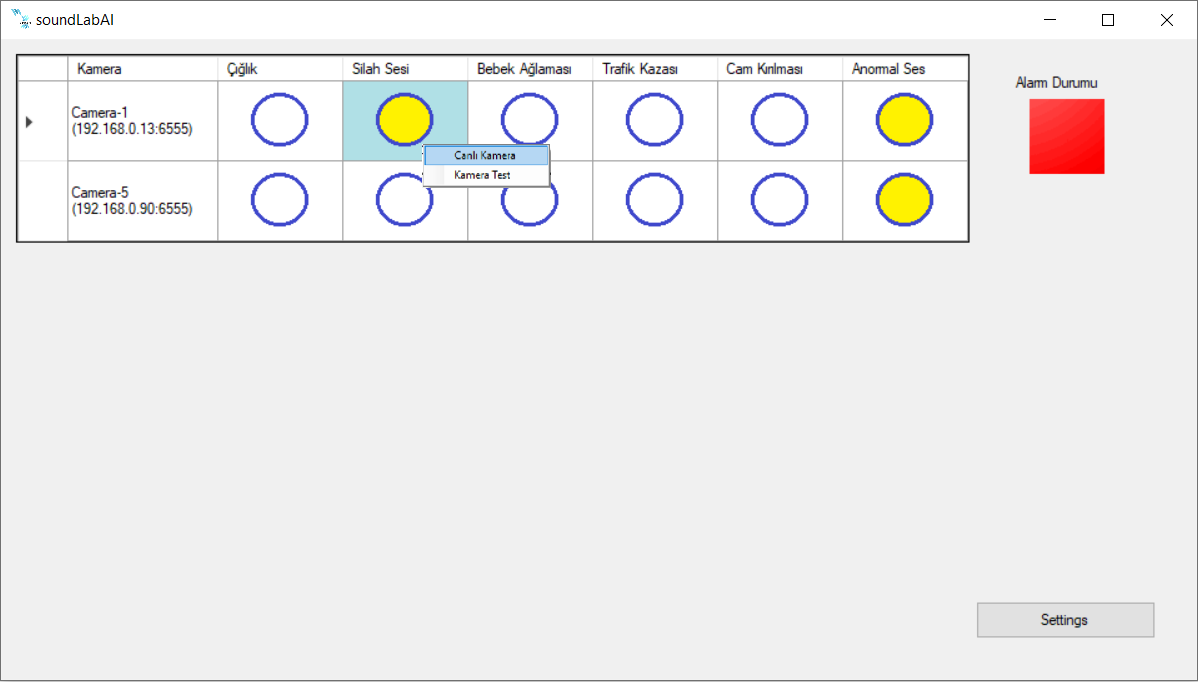 soundLabAI
Kamera Çığlık Silah Sesi Bebek Ağlaması Trafik Kazası Cam Kırılması Anormal Ses
Alarm Durumu
Camera-1
(192.168.0.13:6555)
Canlı Kamera
Kamera Test
Camera-5
(192.168.0.90:6555)
Settings